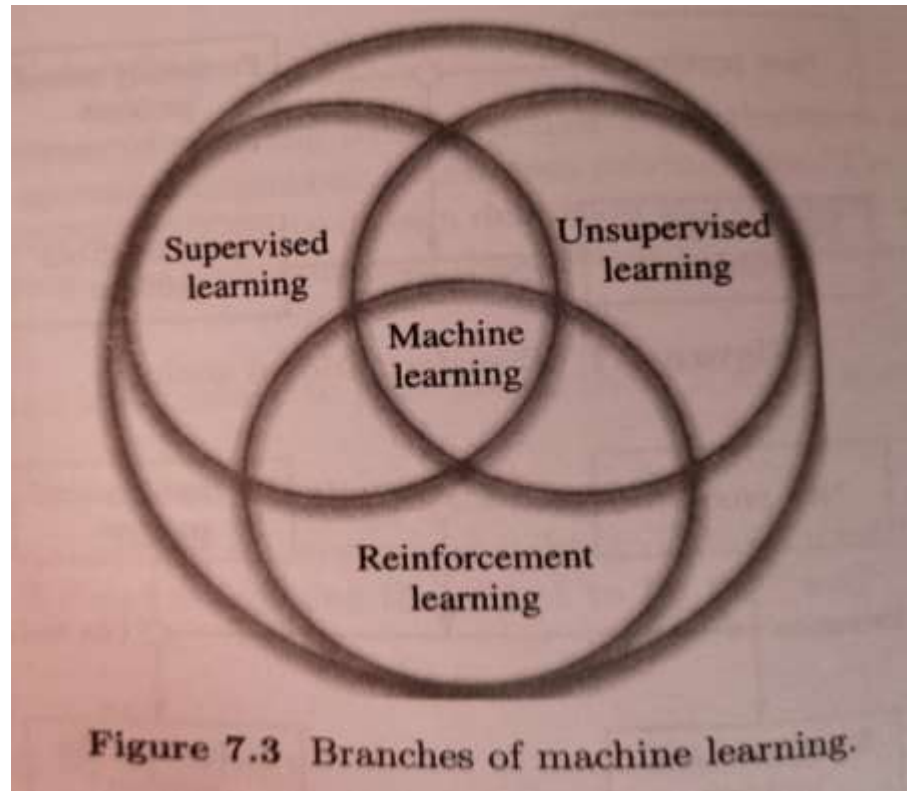 Supervised
learning
Unsupervised
learning
Machine
learning
Reinforcement
learning
Figure 7.3 Branches of machine learning.